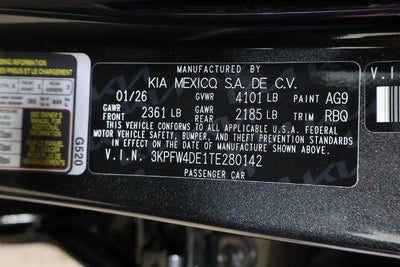 MANUFACTURED BY
KIA MEXICO S.A. DE C.V.
01/26 GVWR 4101 LB PAINT AG9
GAWR GAWR
FRONT 2361 LB REAR 2185 LB TRIM RBQ
THIS VEHICLE CONFORMS TO ALL APPLICABLE U.S.A. FEDERAL
MOTOR VEHICLE SAFETY, BUMPER, AND THEFT PREVENTION
STANDARDS IN EFFECT ON THE DATE OF MANUFACTURE SHOWN ABOVE.
V.I.N. 3KPFW4DE1TE280142
PASSENGER CAR
G520
V.I.